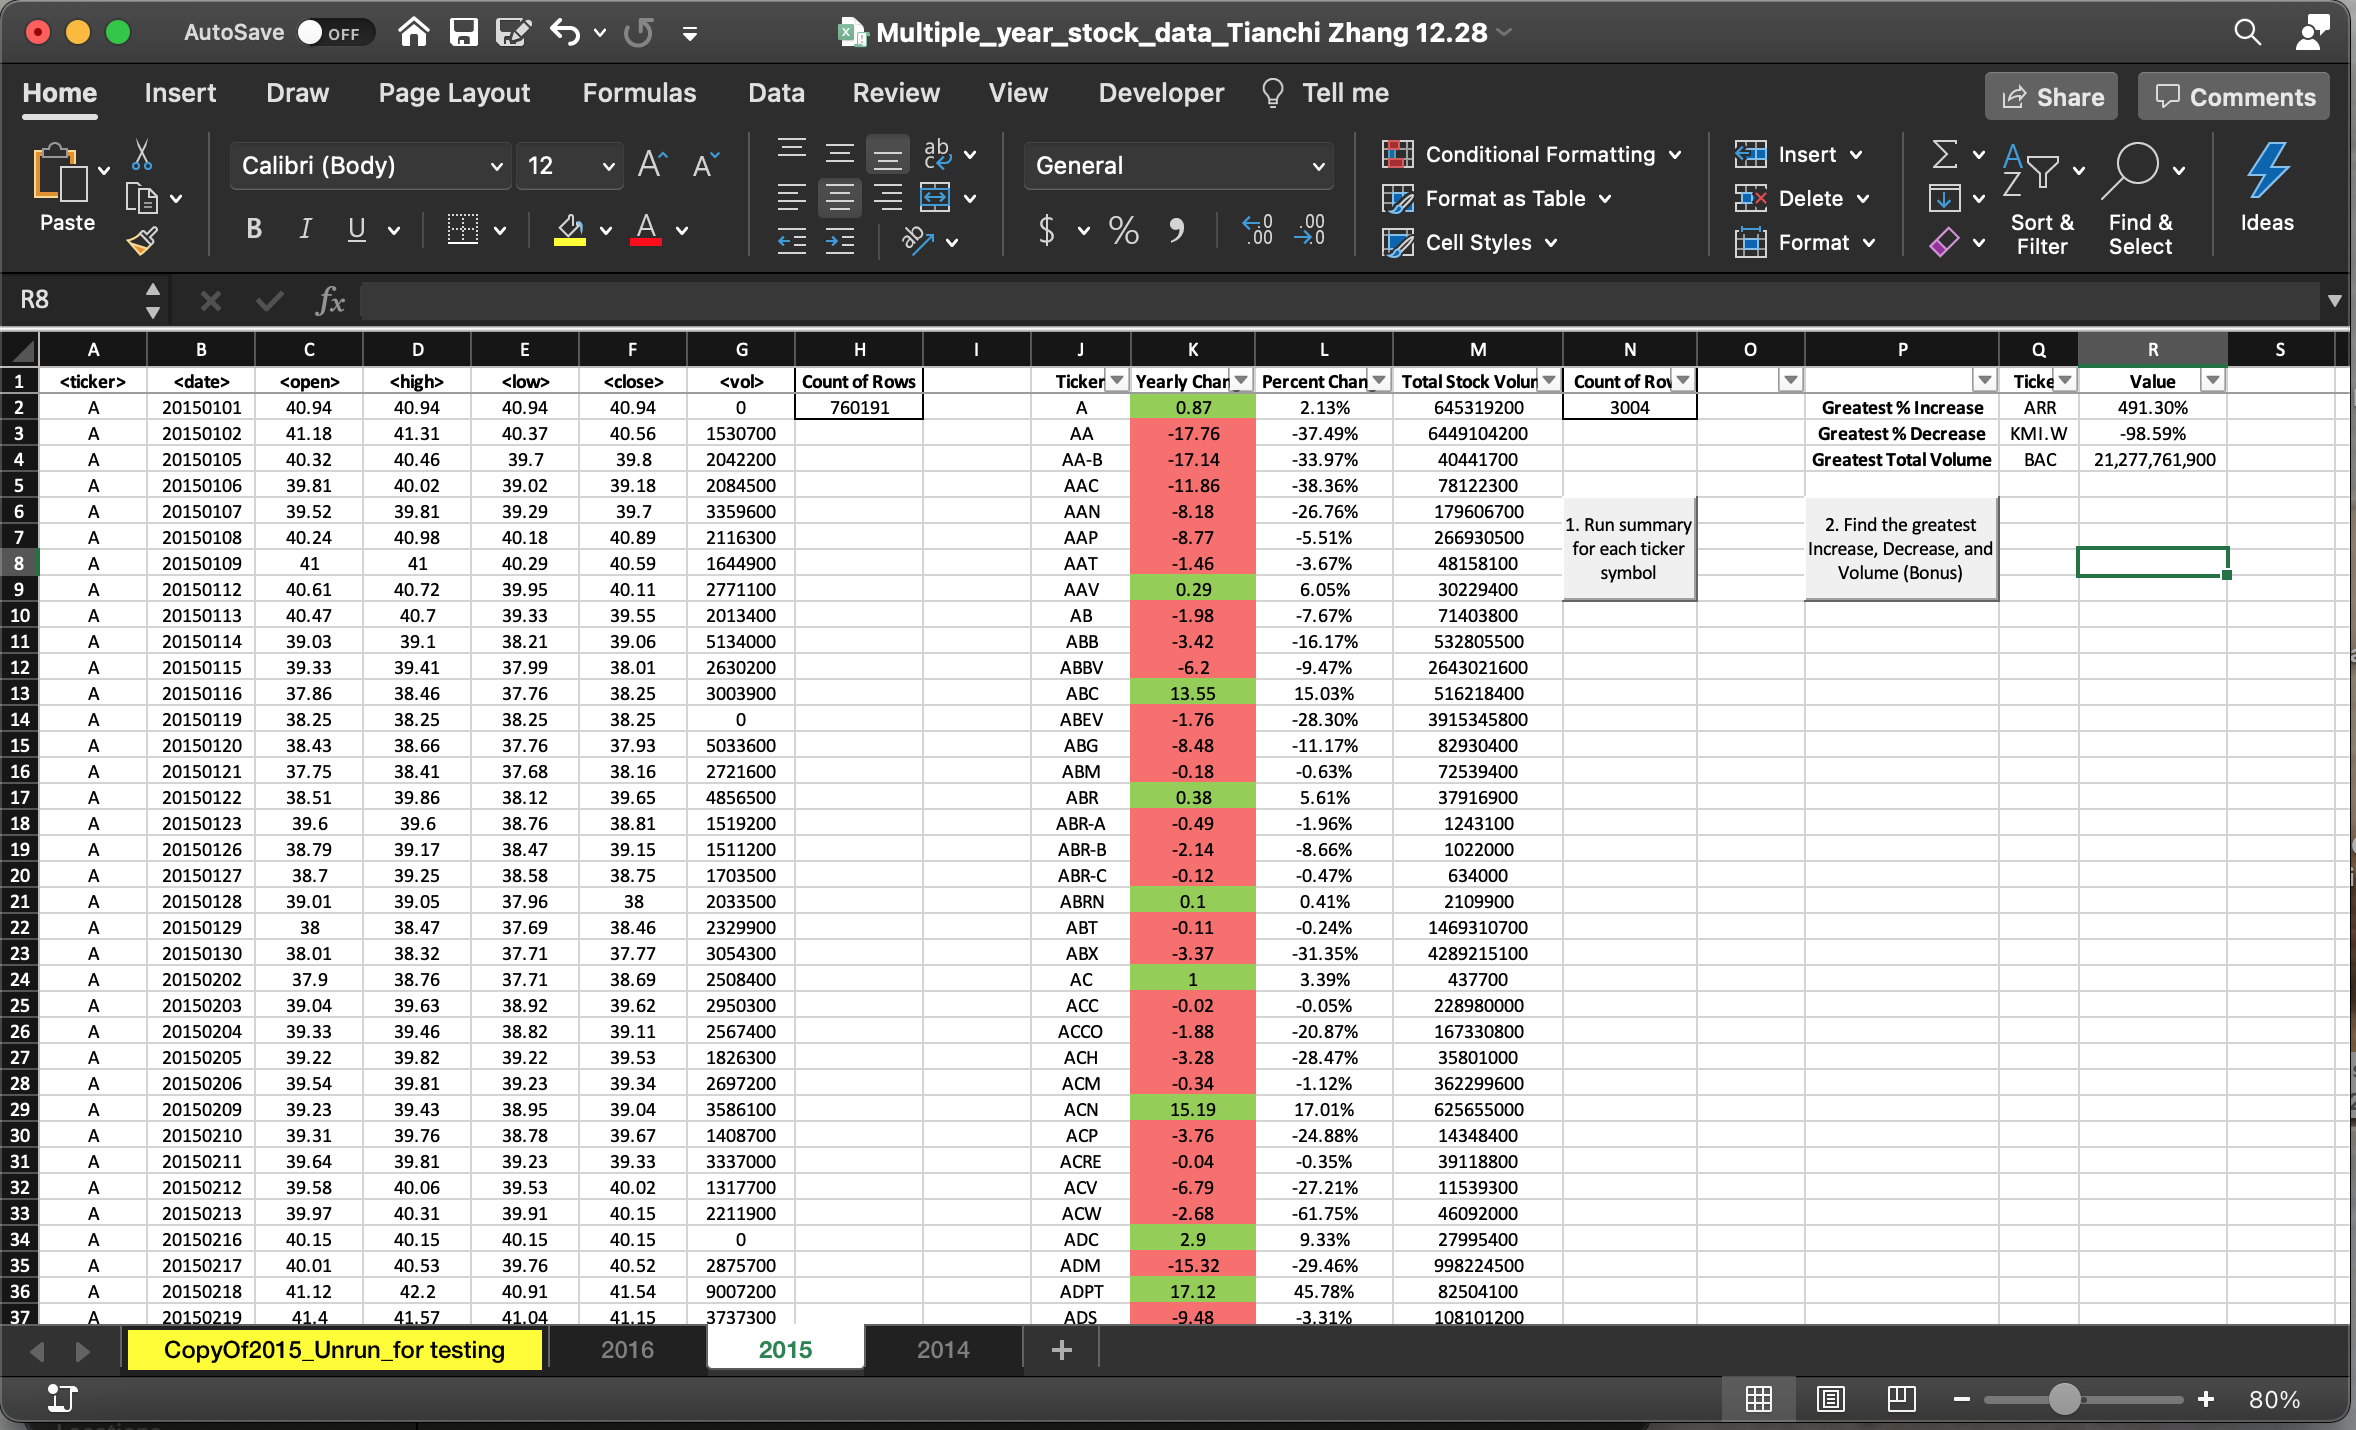 AutoSave OFF Multiple_year_stock_data_Tianchi Zhang 12.28
Home Insert Draw Page Layout Formulas Data Review View Developer Tell me Share Comments
Paste Calibri (Body) 12 General Conditional Formatting Format as Table Cell Styles Insert Delete Format Sort & Filter Find & Select Ideas
R8 fx
A B C D E F G H I J K L M N O P Q R S
1 <ticker> <date> <open> <high> <low> <close> <vol> Count of Rows Ticker Yearly Chan Percent Chan Total Stock Volur Count of Rov Ticke Value
2 A 20150101 40.94 40.94 40.94 40.94 0 760191 A 0.87 2.13% 645319200 3004 Greatest % Increase ARR 491.30%
3 A 20150102 41.18 41.31 40.37 40.56 1530700 AA -17.76 -37.49% 6449104200 Greatest % Decrease KMI.W -98.59%
4 A 20150105 40.32 40.46 39.7 39.8 2042200 AA-B -17.14 -33.97% 40441700 Greatest Total Volume BAC 21,277,761,900
5 A 20150106 39.81 40.02 39.02 39.18 2084500 AAC -11.86 -38.36% 78122300
6 A 20150107 39.52 39.81 39.29 39.7 3359600 AAN -8.18 -26.76% 179606700
7 A 20150108 40.24 40.98 40.18 40.89 2116300 AAP -8.77 -5.51% 266930500
8 A 20150109 41 41 40.29 40.59 1644900 AAT -1.46 -3.67% 48158100
9 A 20150112 40.61 40.72 39.95 40.11 2771100 AAV 0.29 6.05% 30229400
1. Run summary
for each ticker
symbol
2. Find the greatest
Increase, Decrease, and
Volume (Bonus)
10 A 20150113 40.47 40.7 39.33 39.55 2013400 AB -1.98 -7.67% 71403800
11 A 20150114 39.03 39.1 38.21 39.06 5134000 ABB -3.42 -16.17% 532805500
12 A 20150115 39.33 39.41 37.99 38.01 2630200 ABBV -6.2 -9.47% 2643021600
13 A 20150116 37.86 38.46 37.76 38.25 3003900 ABC 13.55 15.03% 516218400
14 A 20150119 38.25 38.25 38.25 38.25 0 ABEV -1.76 -28.30% 3915345800
15 A 20150120 38.43 38.66 37.76 37.93 5033600 ABG -8.48 -11.17% 82930400
16 A 20150121 37.75 38.41 37.68 38.16 2721600 ABM -0.18 -0.63% 72539400
17 A 20150122 38.51 39.86 38.12 39.65 4856500 ABR 0.38 5.61% 37916900
18 A 20150123 39.6 39.6 38.76 38.81 1519200 ABR-A -0.49 -1.96% 1243100
19 A 20150126 38.79 39.17 38.47 39.15 1511200 ABR-B -2.14 -8.66% 1022000
20 A 20150127 38.7 39.25 38.58 38.75 1703500 ABR-C -0.12 -0.47% 634000
21 A 20150128 39.01 39.05 37.96 38 2033500 ABRN 0.1 0.41% 2109900
22 A 20150129 38 38.47 37.69 38.46 2329900 ABT -0.11 -0.24% 1469310700
23 A 20150130 38.01 38.32 37.71 37.77 3054300 ABX -3.37 -31.35% 4289215100
24 A 20150202 37.9 38.76 37.71 38.69 2508400 AC 1 3.39% 437700
25 A 20150203 39.04 39.63 38.92 39.62 2950300 ACC -0.02 -0.05% 228980000
26 A 20150204 39.33 39.46 38.82 39.11 2567400 ACCO -1.88 -20.87% 167330800
27 A 20150205 39.22 39.82 39.22 39.53 1826300 ACH -3.28 -28.47% 35801000
28 A 20150206 39.54 39.81 39.23 39.34 2697200 ACM -0.34 -1.12% 362299600
29 A 20150209 39.23 39.43 38.95 39.04 3586100 ACN 15.19 17.01% 625655000
30 A 20150210 39.31 39.76 38.78 39.67 1408700 ACP -3.76 -24.88% 14348400
31 A 20150211 39.64 39.81 39.23 39.33 3337000 ACRE -0.04 -0.35% 39118800
32 A 20150212 39.58 40.06 39.53 40.02 1317700 ACV -6.79 -27.21% 11539300
33 A 20150213 39.97 40.31 39.91 40.15 2211900 ACW -2.68 -61.75% 46092000
34 A 20150216 40.15 40.15 40.15 40.15 0 ADC 2.9 9.33% 27995400
35 A 20150217 40.01 40.53 39.76 40.52 2875700 ADM -15.32 -29.46% 998224500
36 A 20150218 41.12 42.2 40.91 41.54 9007200 ADPT 17.12 45.78% 82504100
37 A 20150219 41.4 41.57 41.04 41.15 3737300 ADS -9.48 -3.31% 108101200
CopyOf2015_Unrun_for testing 2016 2015 2014 +
80%